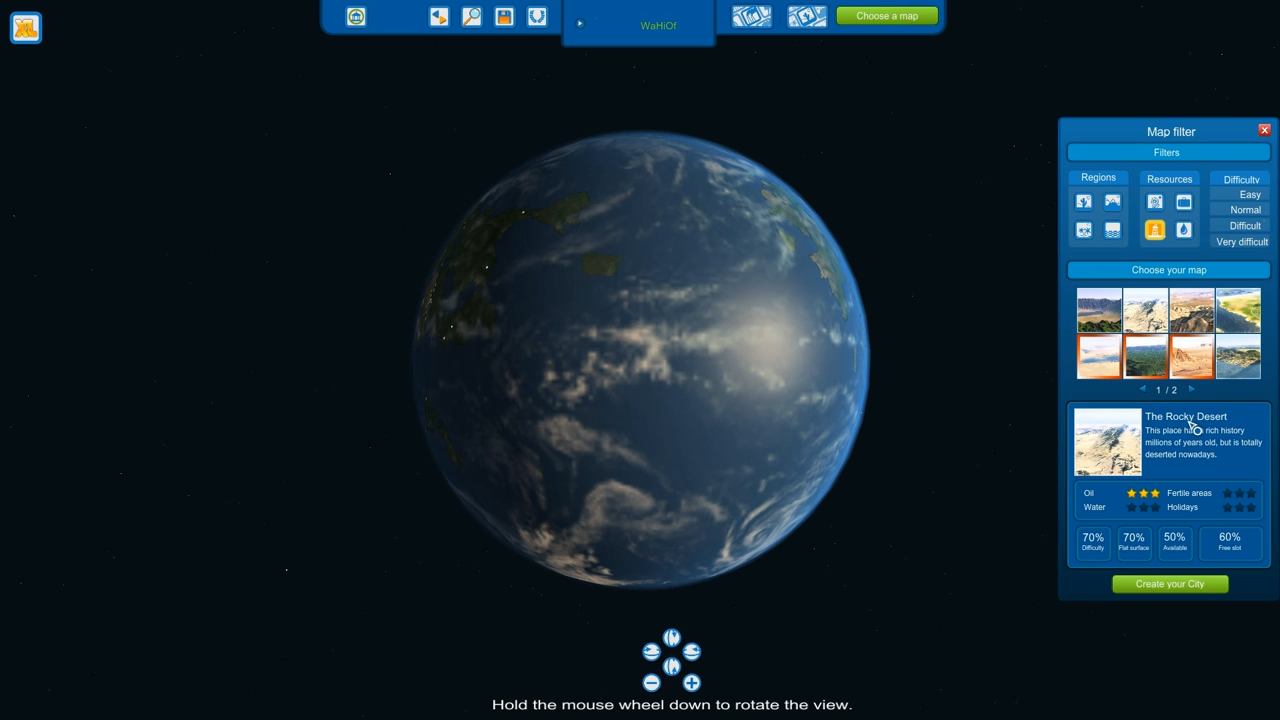 XL
WaHiOf
Choose a map
Map filter
Filters
Regions
Resources
Difficulty
Easy
Normal
Difficult
Very difficult
Choose your map
1 / 2
The Rocky Desert
This place ha rich history
millions of years old, but is totally
deserted nowadays.
Oil
Fertile areas
Water
Holidays
70%
Difficulty
70%
Flat surface
50%
Available
60%
Free slot
Create your City
Hold the mouse wheel down to rotate the view.